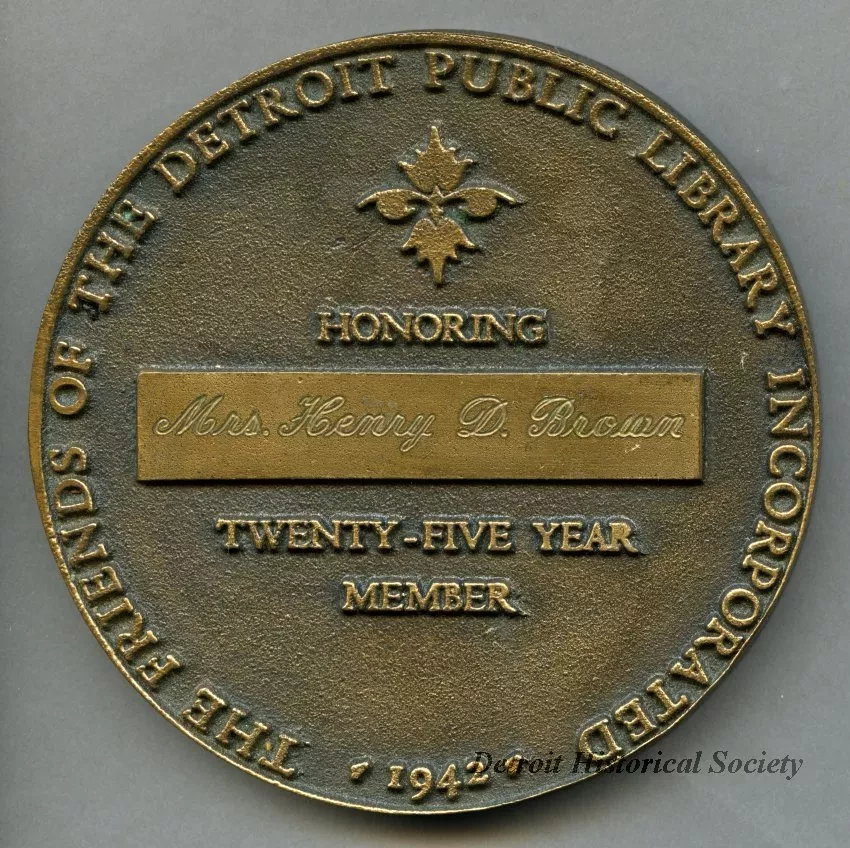 THE FRIENDS OF THE DETROIT PUBLIC LIBRARY INCORPORATED
HONORING
Mrs. Henry D. Brown
TWENTY-FIVE YEAR
MEMBER
1942
Detroit Historical Society